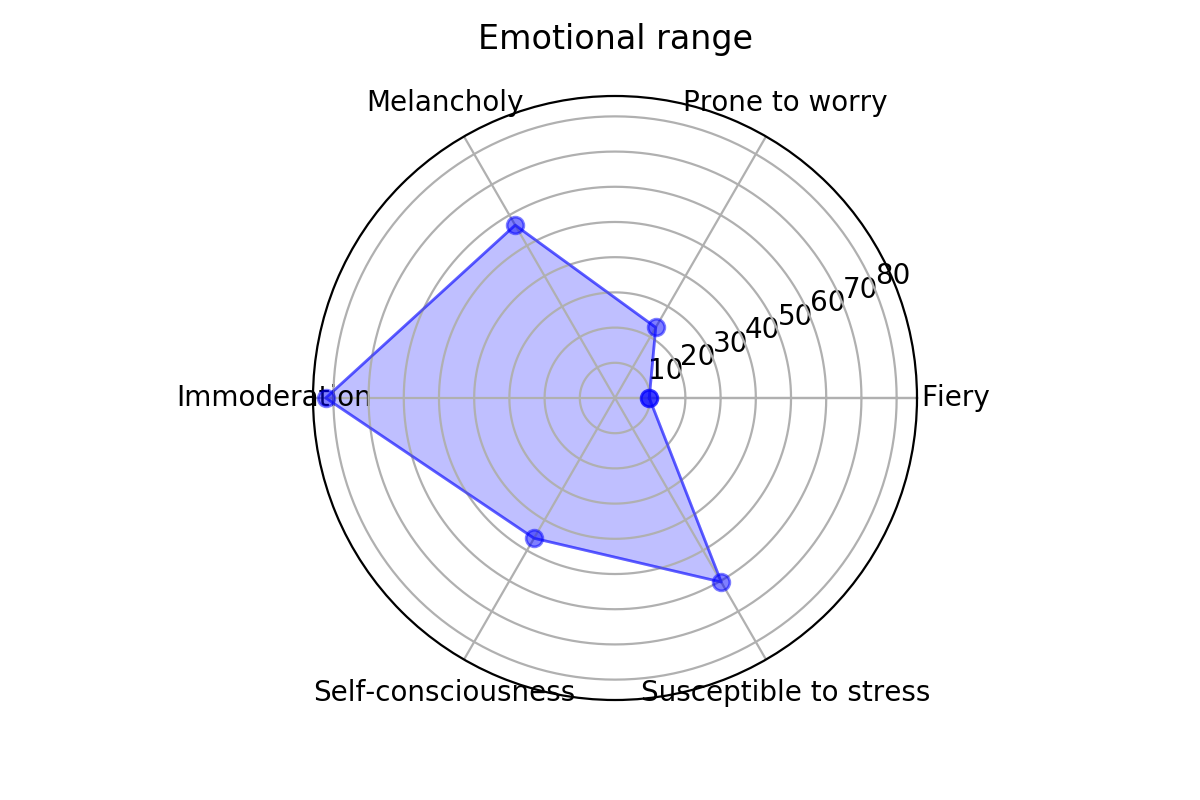 Emotional range
Melancholy
Prone to worry
80
70
60
50
40
30
20
10
Immoderation
Fiery
Self-consciousness
Susceptible to stress